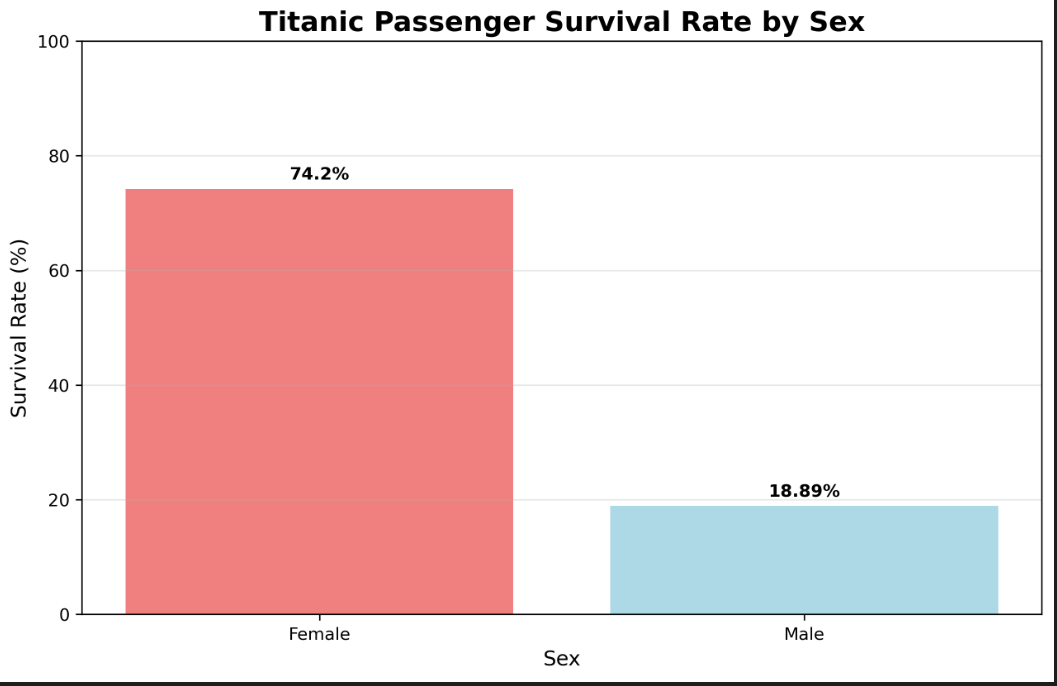 Titanic Passenger Survival Rate by Sex
100
80
60
40
20
0
Survival Rate (%)
74.2%
18.89%
Female
Male
Sex